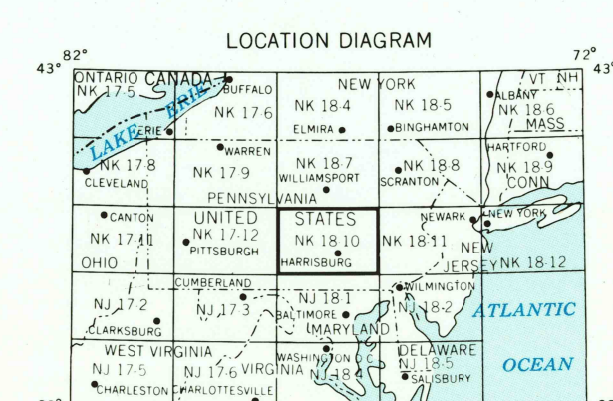 LOCATION DIAGRAM
82° 72°
43° 43
ONTARIO CANADA NEW YORK VT NH
NK 17·5 BUFFALO ALBANY
LAKE ERIE
NK 17·6 NK 18·4 NK 18·5 NK 18·6
ERIE ELMIRA BINGHAMTON MASS
WARREN HARTFORD
NK 17·8 NK 17·9 NK 18·7 NK 18·8 NK 18·9
CLEVELAND WILLIAMSPORT SCRANTON CONN
PENNSYLVANIA
CANTON UNITED STATES NEWARK NEW YORK
NK 17·11 NK 17·12 NK 18·10 NK 18·11 NEW
PITTSBURGH
OHIO HARRISBURG JERSEY NK 18·12
CUMBERLAND WILMINGTON
NJ 17·2 NJ 17·3 NJ 18·1 NJ 18·2 ATLANTIC
CLARKSBURG BALTIMORE MARYLAND
WEST VIRGINIA WASHINGTON D C DELAWARE
NJ 17·5 NJ 17·6 VIRGINIA NJ 18·4 NJ 18·5 OCEAN
CHARLESTON CHARLOTTESVILLE SALISBURY